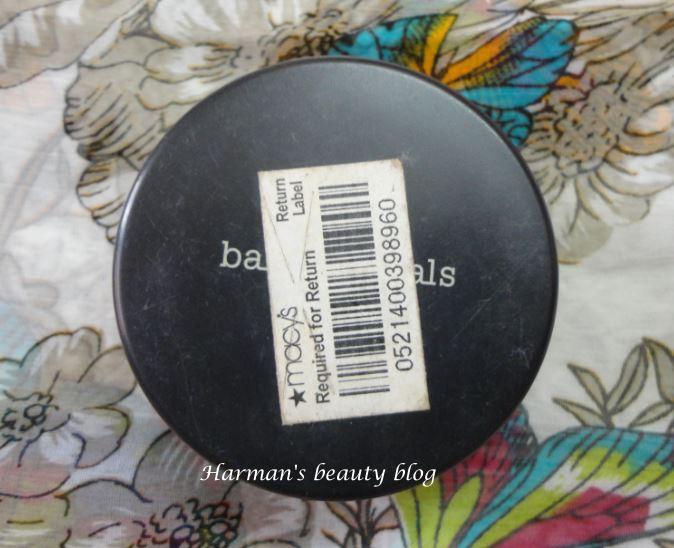 ba als
Return
Label
★macy's
Required for Return
0521400398960
Harman's beauty blog